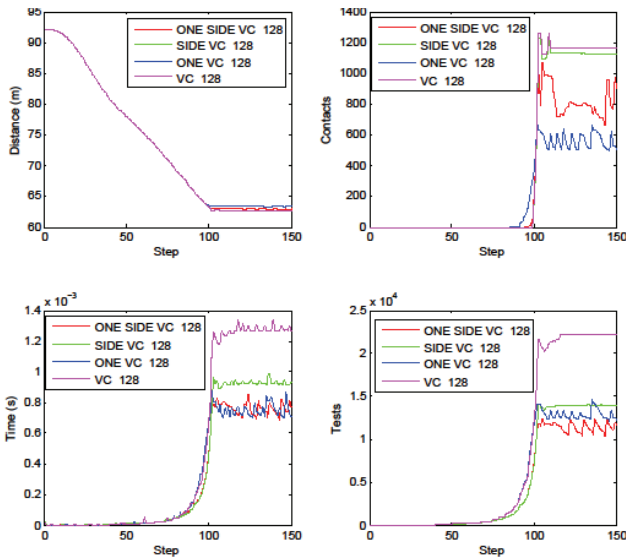 95
90
85
80
75
70
65
60
0
50
100
150
Distance (m)
Step
ONE SIDE VC 128
SIDE VC 128
ONE VC 128
VC 128
1400
1200
1000
800
600
400
200
0
0
50
100
150
Contacts
Step
ONE SIDE VC 128
SIDE VC 128
ONE VC 128
VC 128
x 10⁻³
1.4
1.2
1
0.8
0.6
0.4
0.2
0
0
50
100
150
Time (s)
Step
ONE SIDE VC 128
SIDE VC 128
ONE VC 128
VC 128
x 10⁴
2.5
2
1.5
1
0.5
0
0
50
100
150
Tests
Step
ONE SIDE VC 128
SIDE VC 128
ONE VC 128
VC 128